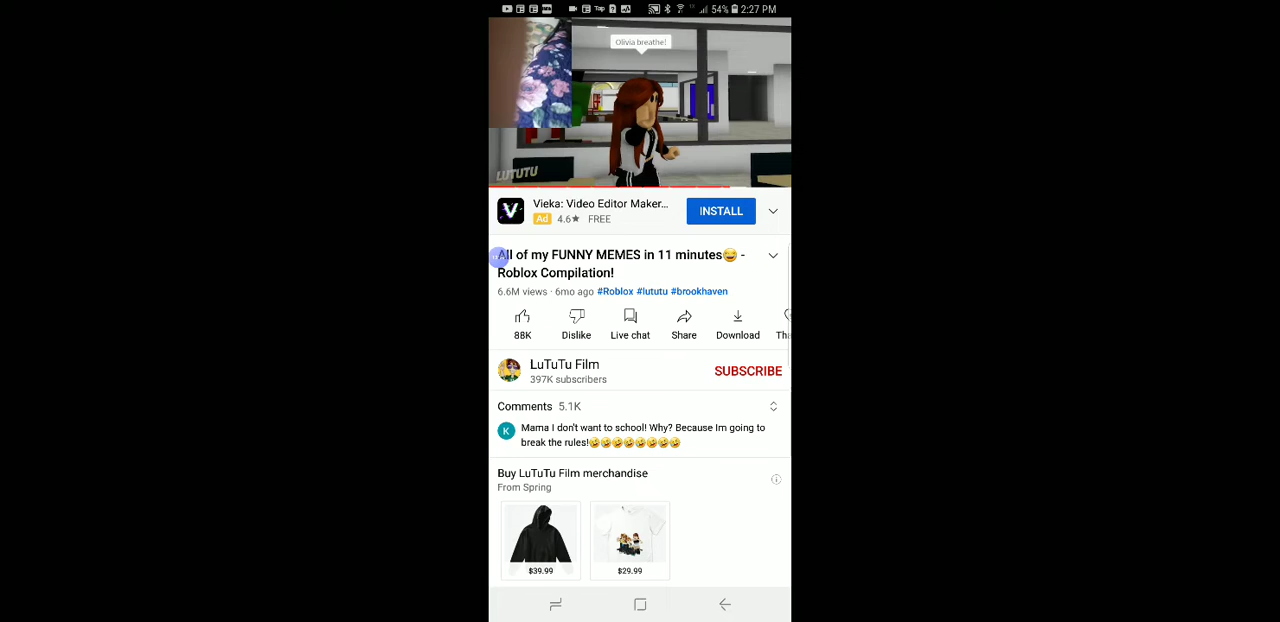 Tap
54% 2:27 PM
Olivia breathe!
LUTUTU
Vieka: Video Editor Maker...
Ad 4.6★ FREE
INSTALL
All of my FUNNY MEMES in 11 minutes😂 -
Roblox Compilation!
6.6M views · 6mo ago #Roblox #lututu #brookhaven
88K Dislike Live chat Share Download
LuTuTu Film
397K subscribers
SUBSCRIBE
Comments 5.1K
K
Mama I don't want to school! Why? Because Im going to
break the rules!🤣🤣🤣🤣🤣🤣🤣🤣
Buy LuTuTu Film merchandise
From Spring
$39.99 $29.99